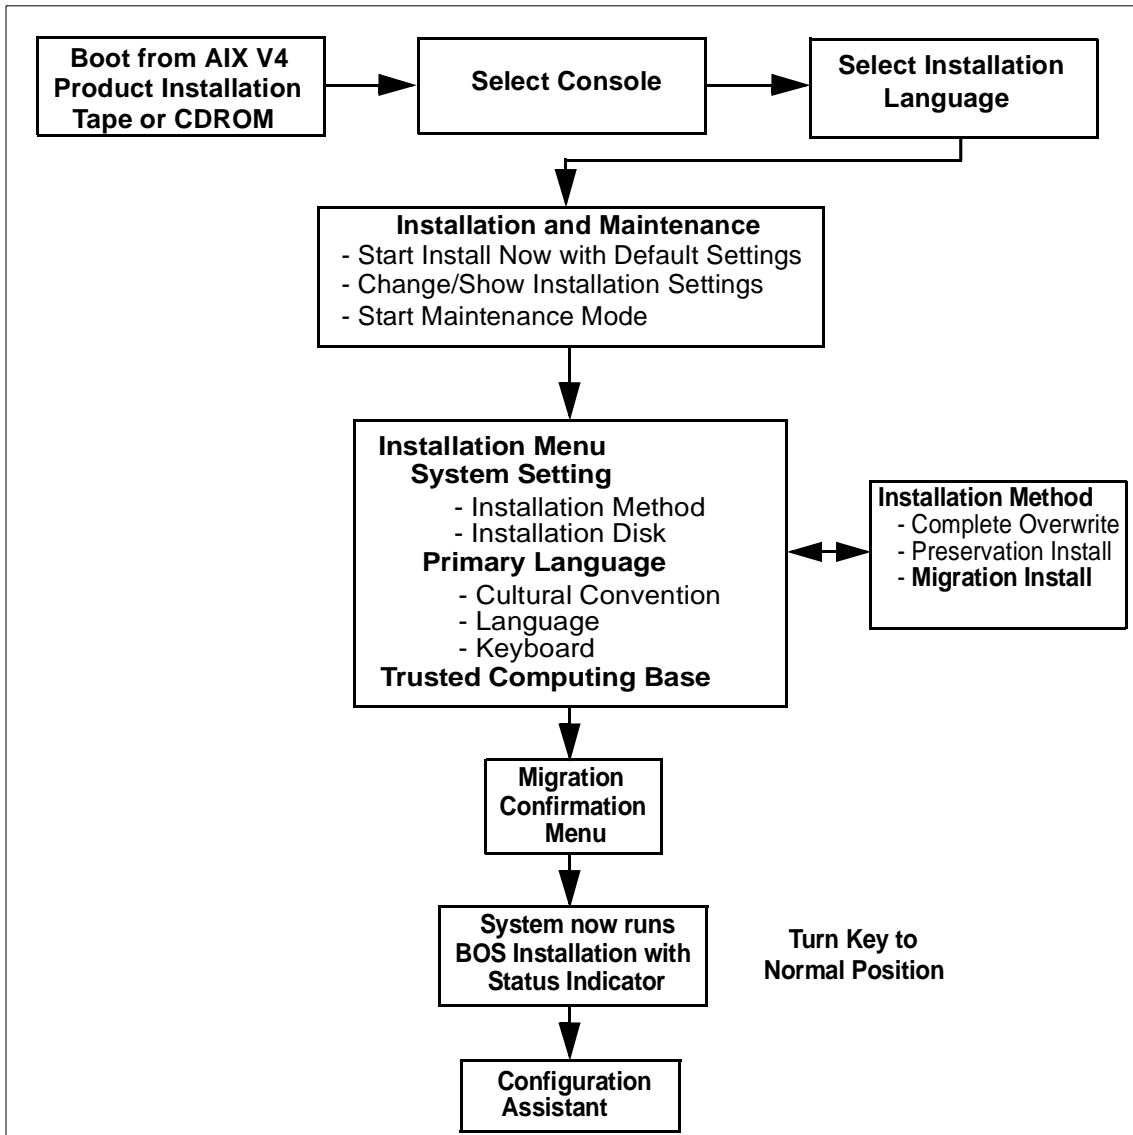 Boot from AIX V4
Product Installation
Tape or CDROM
Select Console
Select Installation
Language
Installation and Maintenance
- Start Install Now with Default Settings
- Change/Show Installation Settings
- Start Maintenance Mode
Installation Menu
System Setting
- Installation Method
- Installation Disk
Primary Language
- Cultural Convention
- Language
- Keyboard
Trusted Computing Base
Installation Method
- Complete Overwrite
- Preservation Install
- Migration Install
Migration
Confirmation
Menu
System now runs
BOS Installation with
Status Indicator
Turn Key to
Normal Position
Configuration
Assistant